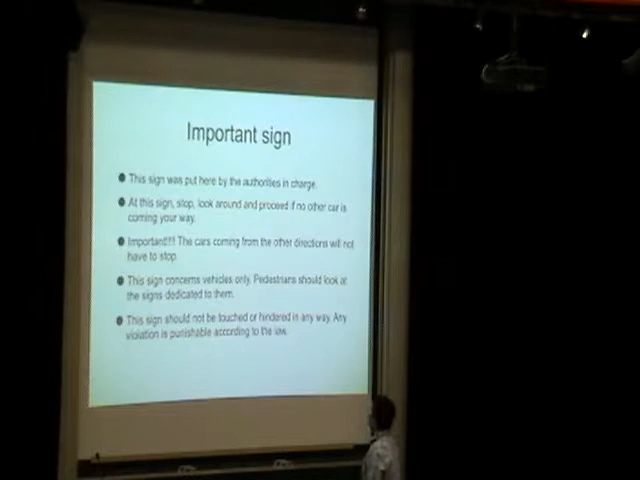 Important sign
This sign was put here by the authorities in charge.
At this sign, stop, look around and proceed if no other car is
coming your way.
Important!!!! The cars coming from the other directions will not
have to stop
This sign concerns vehicles only. Pedestrians should look at
the signs dedicated to them.
This sign should not be touched or hindered in any way. Any
violation is punishable according to the law.